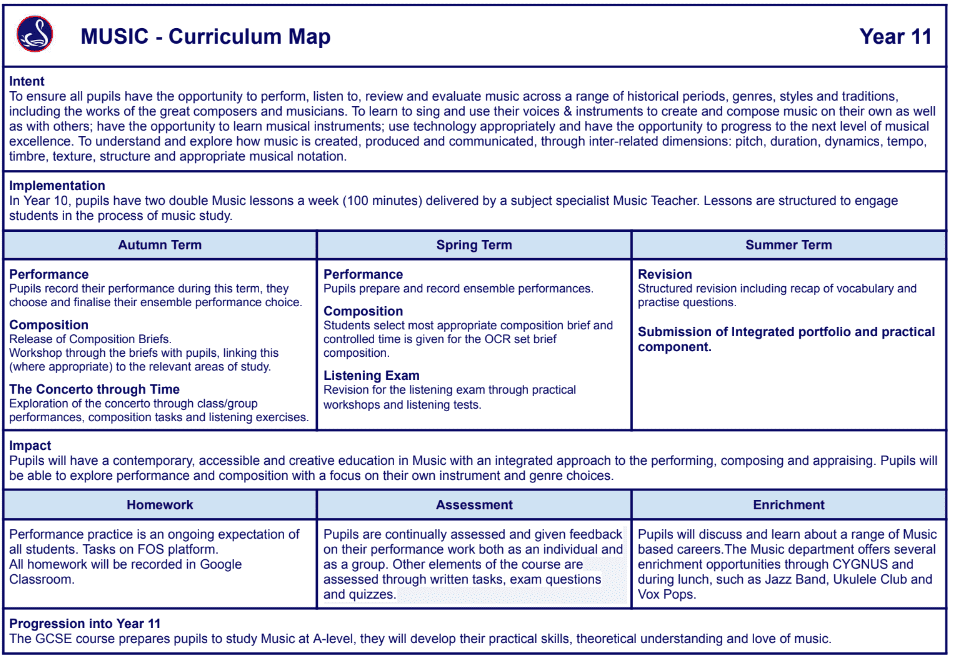 MUSIC - Curriculum Map
Year 11
Intent
To ensure all pupils have the opportunity to perform, listen to, review and evaluate music across a range of historical periods, genres, styles and traditions,
including the works of the great composers and musicians. To learn to sing and use their voices & instruments to create and compose music on their own as well
as with others; have the opportunity to learn musical instruments; use technology appropriately and have the opportunity to progress to the next level of musical
excellence. To understand and explore how music is created, produced and communicated, through inter-related dimensions: pitch, duration, dynamics, tempo,
timbre, texture, structure and appropriate musical notation.
Implementation
In Year 10, pupils have two double Music lessons a week (100 minutes) delivered by a subject specialist Music Teacher. Lessons are structured to engage
students in the process of music study.
Autumn Term
Performance
Pupils record their performance during this term, they
choose and finalise their ensemble performance choice.
Composition
Release of Composition Briefs.
Workshop through the briefs with pupils, linking this
(where appropriate) to the relevant areas of study.
The Concerto through Time
Exploration of the concerto through class/group
performances, composition tasks and listening exercises.
Spring Term
Performance
Pupils prepare and record ensemble performances.
Composition
Students select most appropriate composition brief and
controlled time is given for the OCR set brief
composition.
Listening Exam
Revision for the listening exam through practical
workshops and listening tests.
Summer Term
Revision
Structured revision including recap of vocabulary and
practise questions.
Submission of Integrated portfolio and practical
component.
Impact
Pupils will have a contemporary, accessible and creative education in Music with an integrated approach to the performing, composing and appraising. Pupils will
be able to explore performance and composition with a focus on their own instrument and genre choices.
Homework
Performance practice is an ongoing expectation of
all students. Tasks on FOS platform.
All homework will be recorded in Google
Classroom.
Assessment
Pupils are continually assessed and given feedback
on their performance work both as an individual and
as a group. Other elements of the course are
assessed through written tasks, exam questions
and quizzes.
Enrichment
Pupils will discuss and learn about a range of Music
based careers.The Music department offers several
enrichment opportunities through CYGNUS and
during lunch, such as Jazz Band, Ukulele Club and
Vox Pops.
Progression into Year 11
The GCSE course prepares pupils to study Music at A-level, they will develop their practical skills, theoretical understanding and love of music.